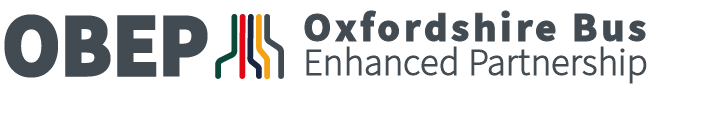 OBEP
Oxfordshire Bus
Enhanced Partnership